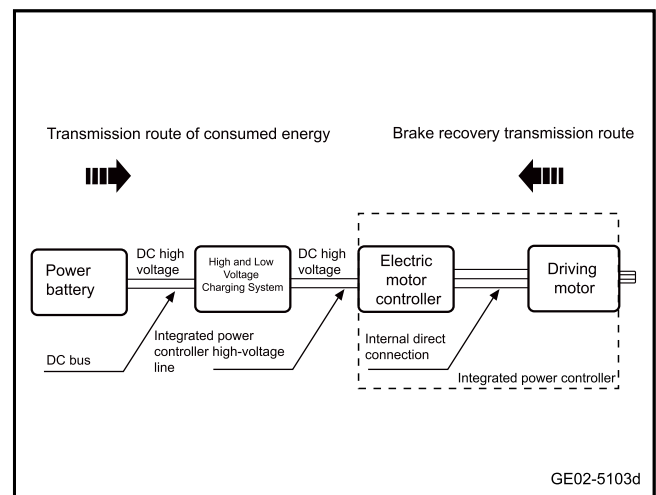 Transmission route of consumed energy
Brake recovery transmission route
Power
battery
DC high
voltage
High and Low
Voltage
Charging System
DC high
voltage
Electric
motor
controller
Driving
motor
DC bus
Integrated power
controller high-voltage
line
Internal direct
connection
Integrated power controller
GE02-5103d